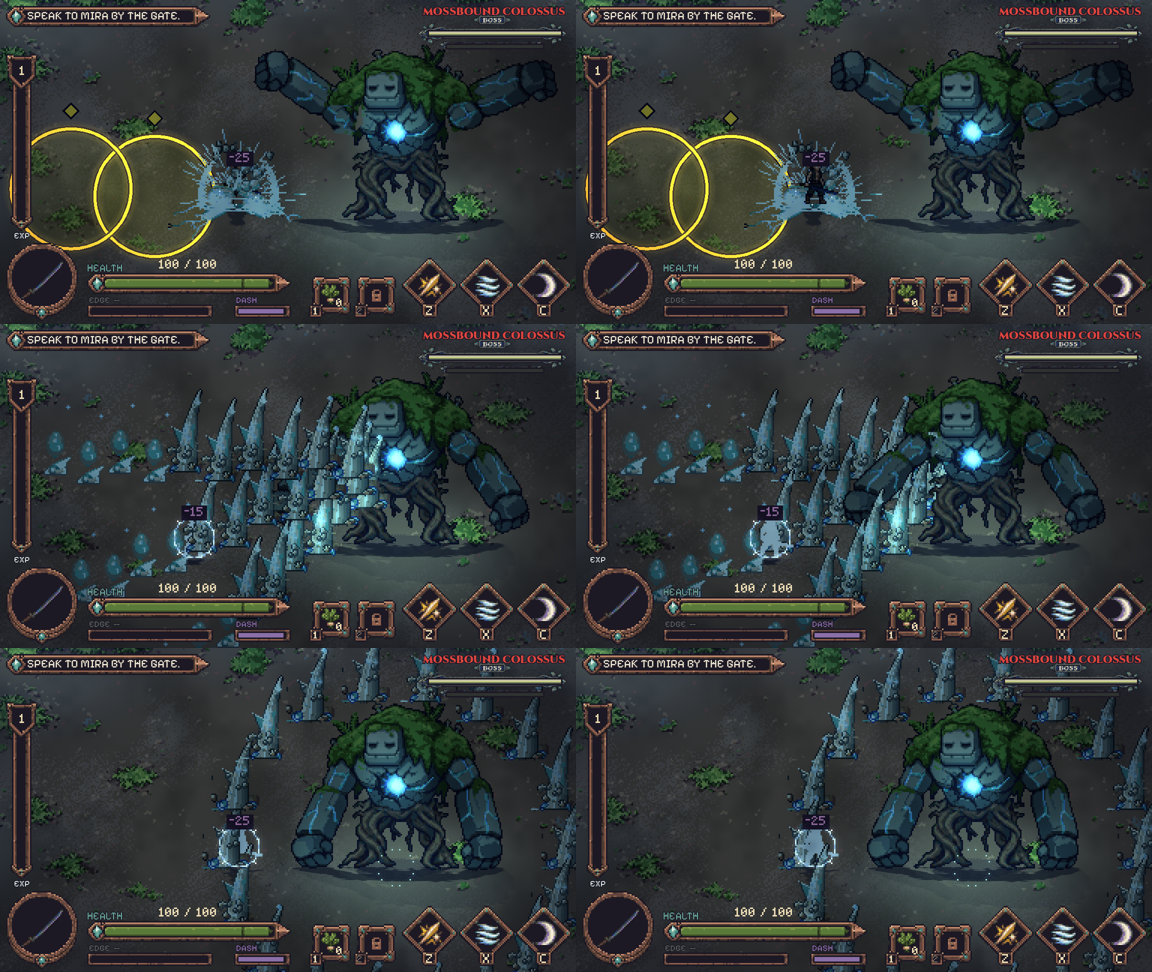 SPEAK TO MIRA BY THE GATE.
MOSSBOUND COLOSSUS
BOSS
1
-25
EXP
100 / 100
HEALTH
EDGE --
DASH
0
1
Z
X
C
SPEAK TO MIRA BY THE GATE.
MOSSBOUND COLOSSUS
BOSS
1
-25
EXP
100 / 100
HEALTH
EDGE --
DASH
0
1
Z
X
C
SPEAK TO MIRA BY THE GATE.
MOSSBOUND COLOSSUS
BOSS
1
-15
EXP
100 / 100
HEALTH
EDGE --
DASH
0
1
Z
X
C
SPEAK TO MIRA BY THE GATE.
MOSSBOUND COLOSSUS
BOSS
1
-15
EXP
100 / 100
HEALTH
EDGE --
DASH
0
1
Z
X
C
SPEAK TO MIRA BY THE GATE.
MOSSBOUND COLOSSUS
BOSS
1
-25
EXP
100 / 100
HEALTH
EDGE --
DASH
0
1
Z
X
C
SPEAK TO MIRA BY THE GATE.
MOSSBOUND COLOSSUS
BOSS
1
-25
EXP
100 / 100
HEALTH
EDGE --
DASH
0
1
Z
X
C